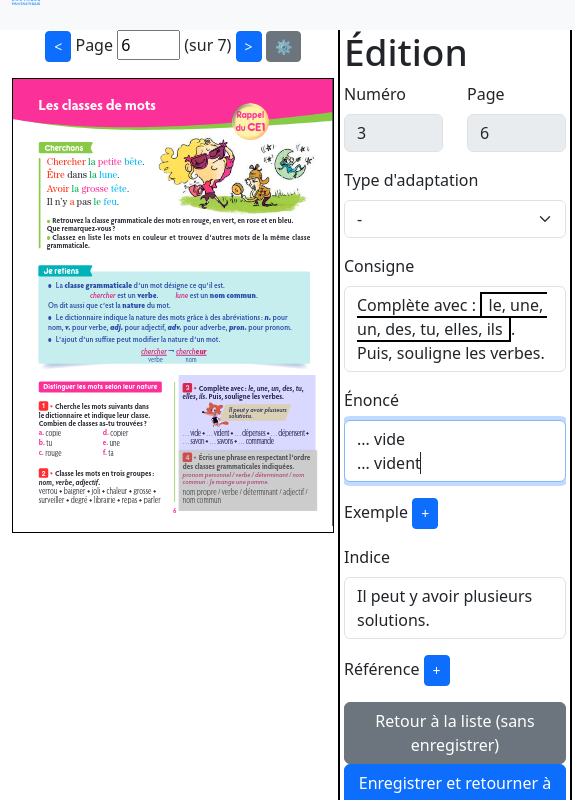 < Page 6 (sur 7) > ⚙️
Les classes de mots
Rappel
du CE1
Cherchons
Chercher la petite bête.
Être dans la lune.
Avoir la grosse tête.
Il n'y a pas le feu.
● Retrouvez la classe grammaticale des mots en rouge, en vert, en rose et en bleu.
Que remarquez-vous ?
● Classez en liste les mots en couleur et trouvez d'autres mots de la même classe
grammaticale.
Je retiens
● La classe grammaticale d'un mot désigne ce qu'il est.
chercher est un verbe. lune est un nom commun.
On dit aussi que c'est la nature du mot.
● Le dictionnaire indique la nature des mots grâce à des abréviations : n. pour
nom, v. pour verbe, adj. pour adjectif, adv. pour adverbe, pron. pour pronom.
● L'ajout d'un suffixe peut modifier la nature d'un mot.
chercher → chercheur
verbe nom
Distinguer les mots selon leur nature
1 • Cherche les mots suivants dans
le dictionnaire et indique leur classe.
Combien de classes as-tu trouvées ?
a. copie d. copier
b. tu e. une
c. rouge f. ta
2 • Classe les mots en trois groupes :
nom, verbe, adjectif.
verrou • baigner • joli • chaleur • grosse •
surveiller • degré • librairie • repas • parler
3 • Complète avec : le, une, un, des, tu,
elles, ils. Puis, souligne les verbes.
Il peut y avoir plusieurs
solutions.
... vide • ... vident • ... dépenses • ... dépensent •
... savon • ... savons • ... commande
4 • Écris une phrase en respectant l'ordre
des classes grammaticales indiquées.
pronom personnel / verbe / déterminant / nom
commun : Je mange une pomme.
nom propre / verbe / déterminant / adjectif /
nom commun
6
Édition
Numéro Page
3 6
Type d'adaptation
-
Consigne
Complète avec : le, une,
un, des, tu, elles, ils .
Puis, souligne les verbes.
Énoncé
... vide
... vident
Exemple +
Indice
Il peut y avoir plusieurs
solutions.
Référence +
Retour à la liste (sans
enregistrer)
Enregistrer et retourner à